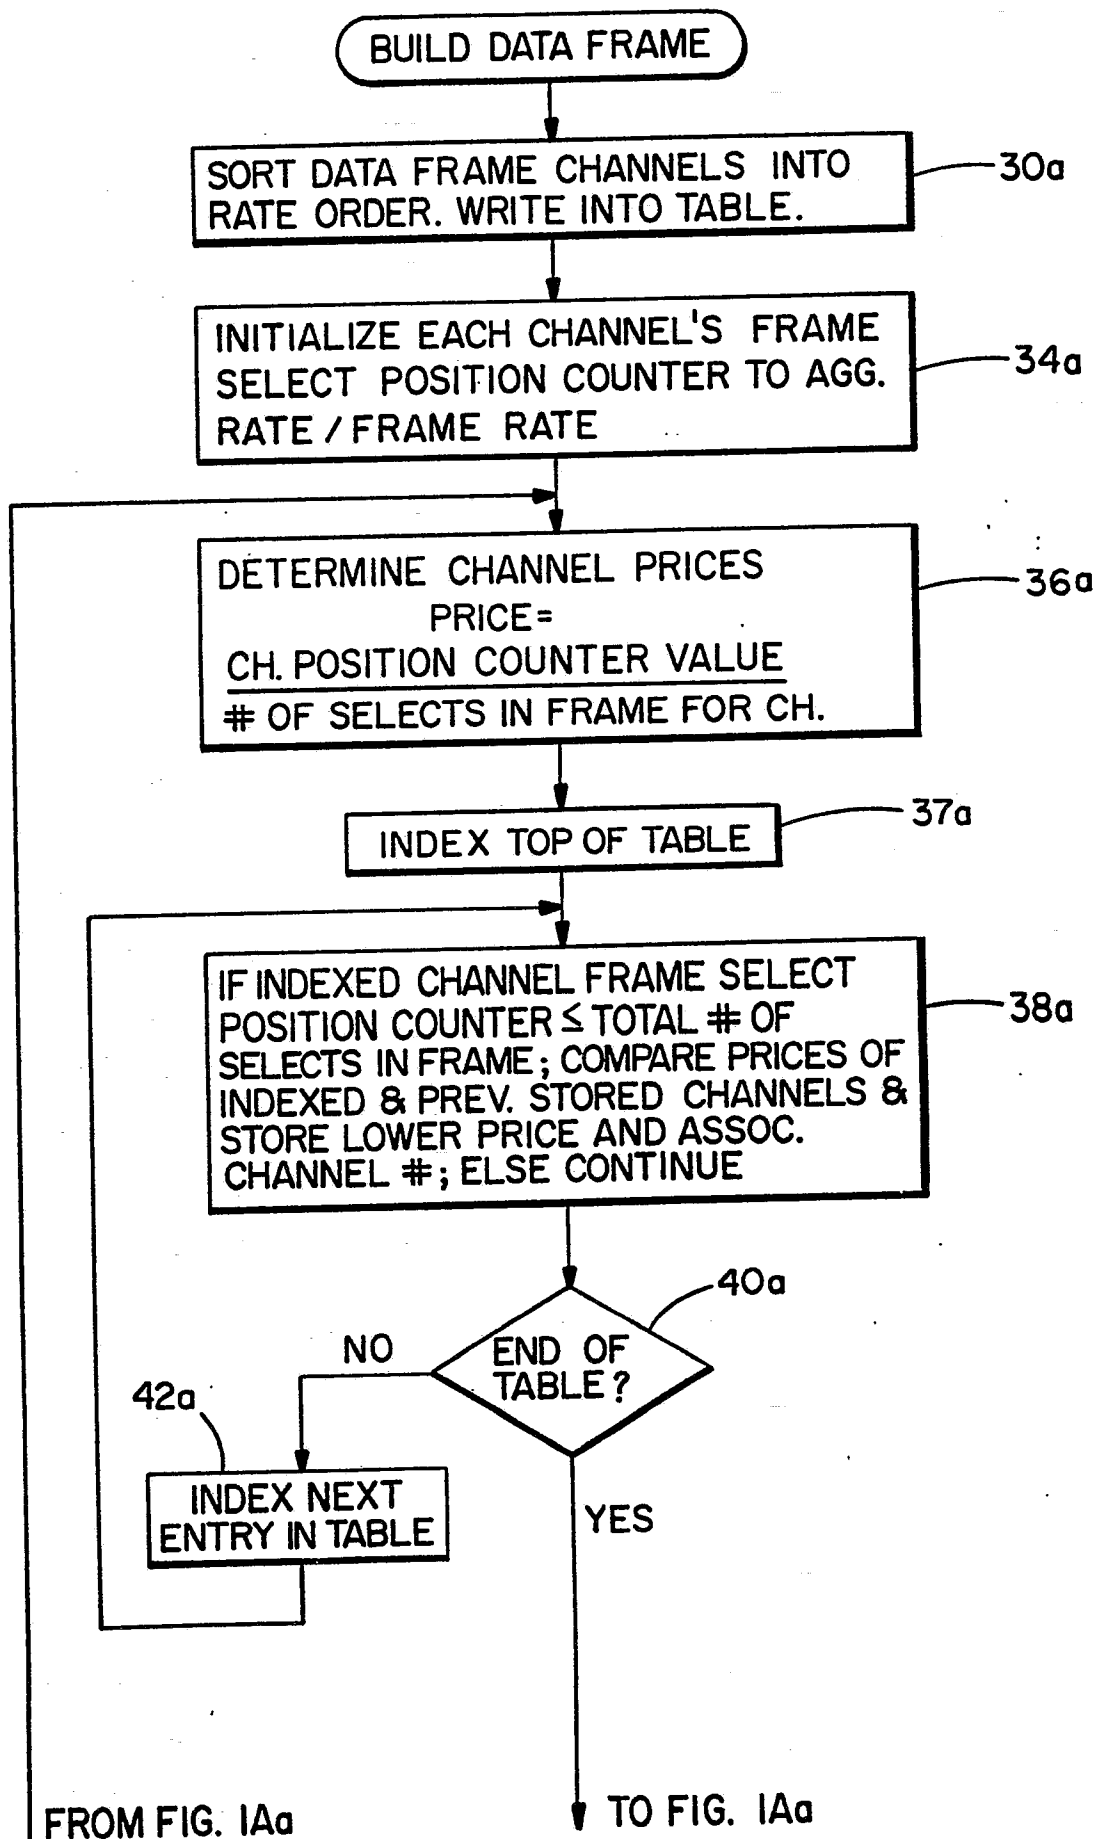 BUILD DATA FRAME
SORT DATA FRAME CHANNELS INTO
RATE ORDER. WRITE INTO TABLE.
30a
INITIALIZE EACH CHANNEL'S FRAME
SELECT POSITION COUNTER TO AGG.
RATE / FRAME RATE
34a
DETERMINE CHANNEL PRICES
PRICE=
CH. POSITION COUNTER VALUE
# OF SELECTS IN FRAME FOR CH.
36a
INDEX TOP OF TABLE
37a
IF INDEXED CHANNEL FRAME SELECT
POSITION COUNTER ≤ TOTAL # OF
SELECTS IN FRAME; COMPARE PRICES OF
INDEXED & PREV. STORED CHANNELS &
STORE LOWER PRICE AND ASSOC.
CHANNEL #; ELSE CONTINUE
38a
END OF
TABLE?
40a
NO
42a
INDEX NEXT
ENTRY IN TABLE
YES
FROM FIG. 1Aa
TO FIG. 1Aa